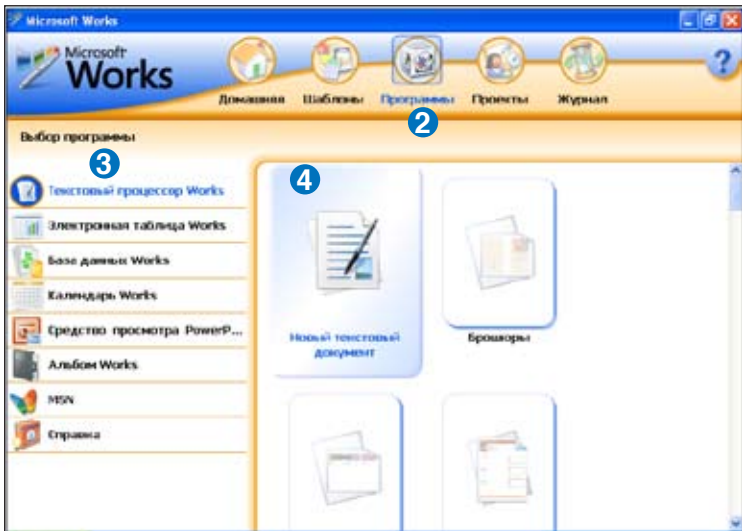 Microsoft Works
Microsoft
Works
Домашняя Шаблоны Программы Проекты Журнал
?
2
Выбор программы
3
4
Текстовый процессор Works
Электронная таблица Works
База данных Works
Календарь Works
Средство просмотра PowerP...
Альбом Works
MSN
Справка
Новый текстовый
документ
Брошюры